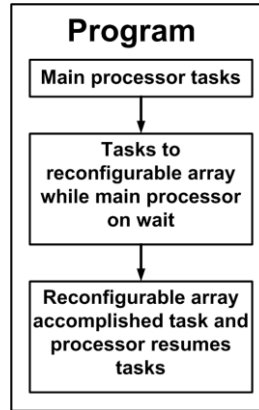 Program
Main processor tasks
Tasks to
reconfigurable array
while main processor
on wait
Reconfigurable array
accomplished task and
processor resumes
tasks